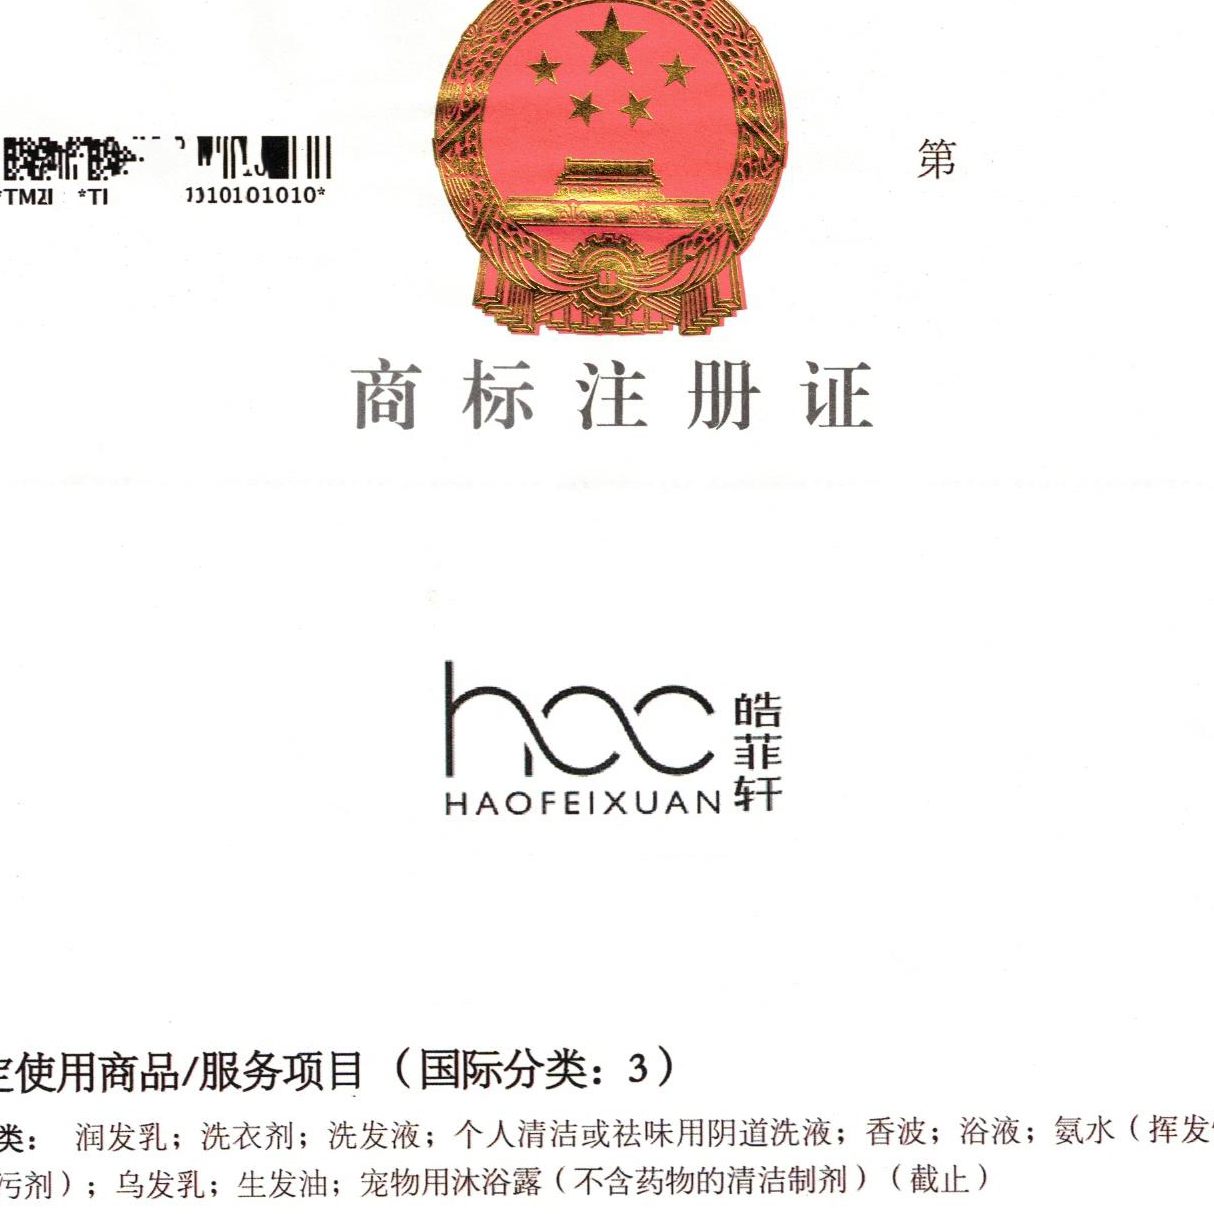 第
*TM2
*TI
10101010*
商标注册证
hcc
皓菲轩
HAOFEIXUAN
定使用商品/服务项目（国际分类：3）
类： 润发乳；洗衣剂；洗发液；个人清洁或祛味用阴道洗液；香波；浴液；氨水（挥发
污剂）；乌发乳；生发油；宠物用沐浴露（不含药物的清洁制剂）（截止）